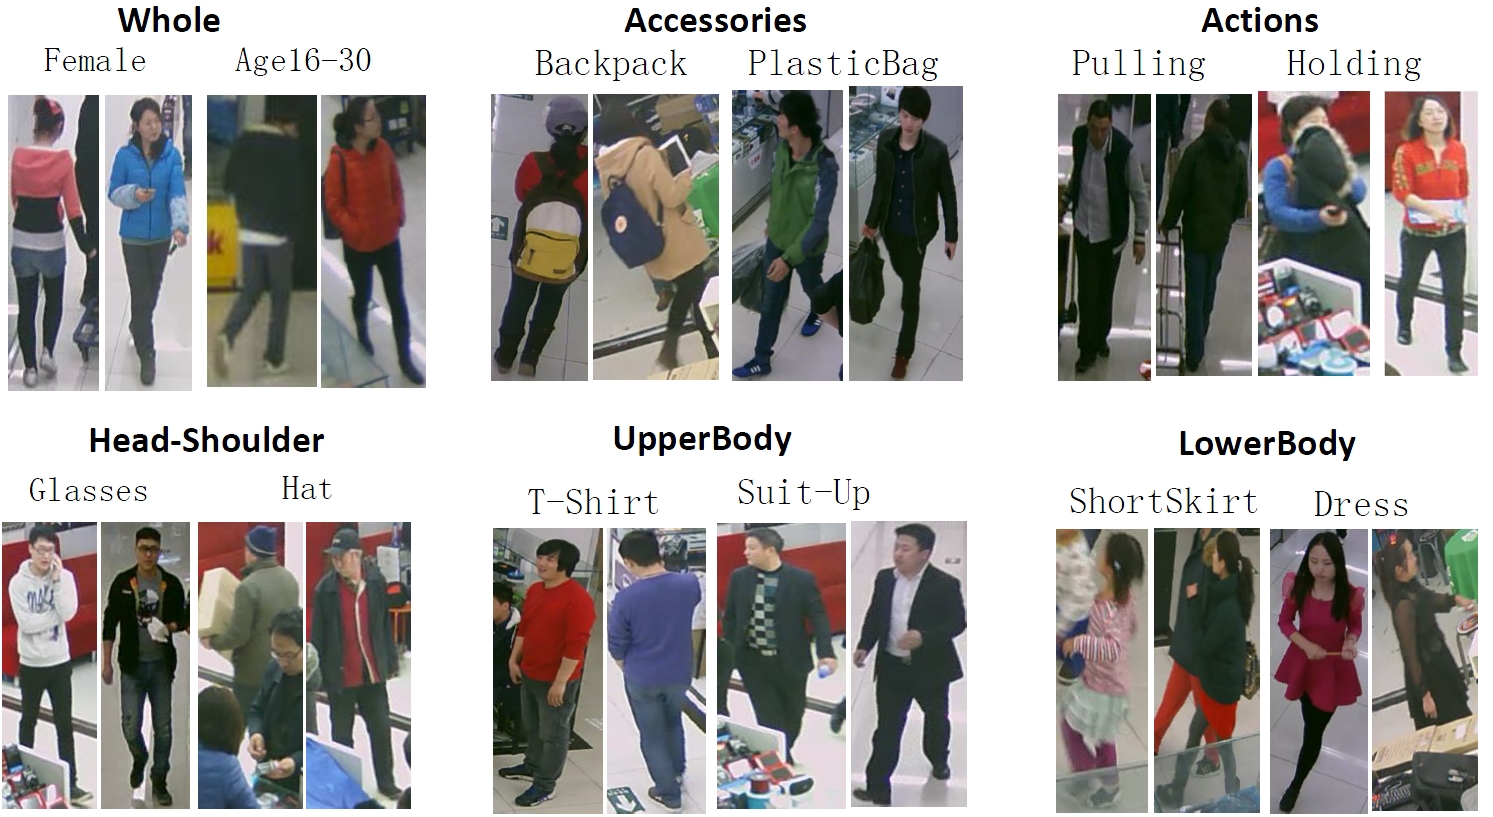 Whole
Accessories
Actions
Female
Age16-30
Backpack
PlasticBag
Pulling
Holding
Head-Shoulder
UpperBody
LowerBody
Glasses
Hat
T-Shirt
Suit-Up
ShortSkirt
Dress